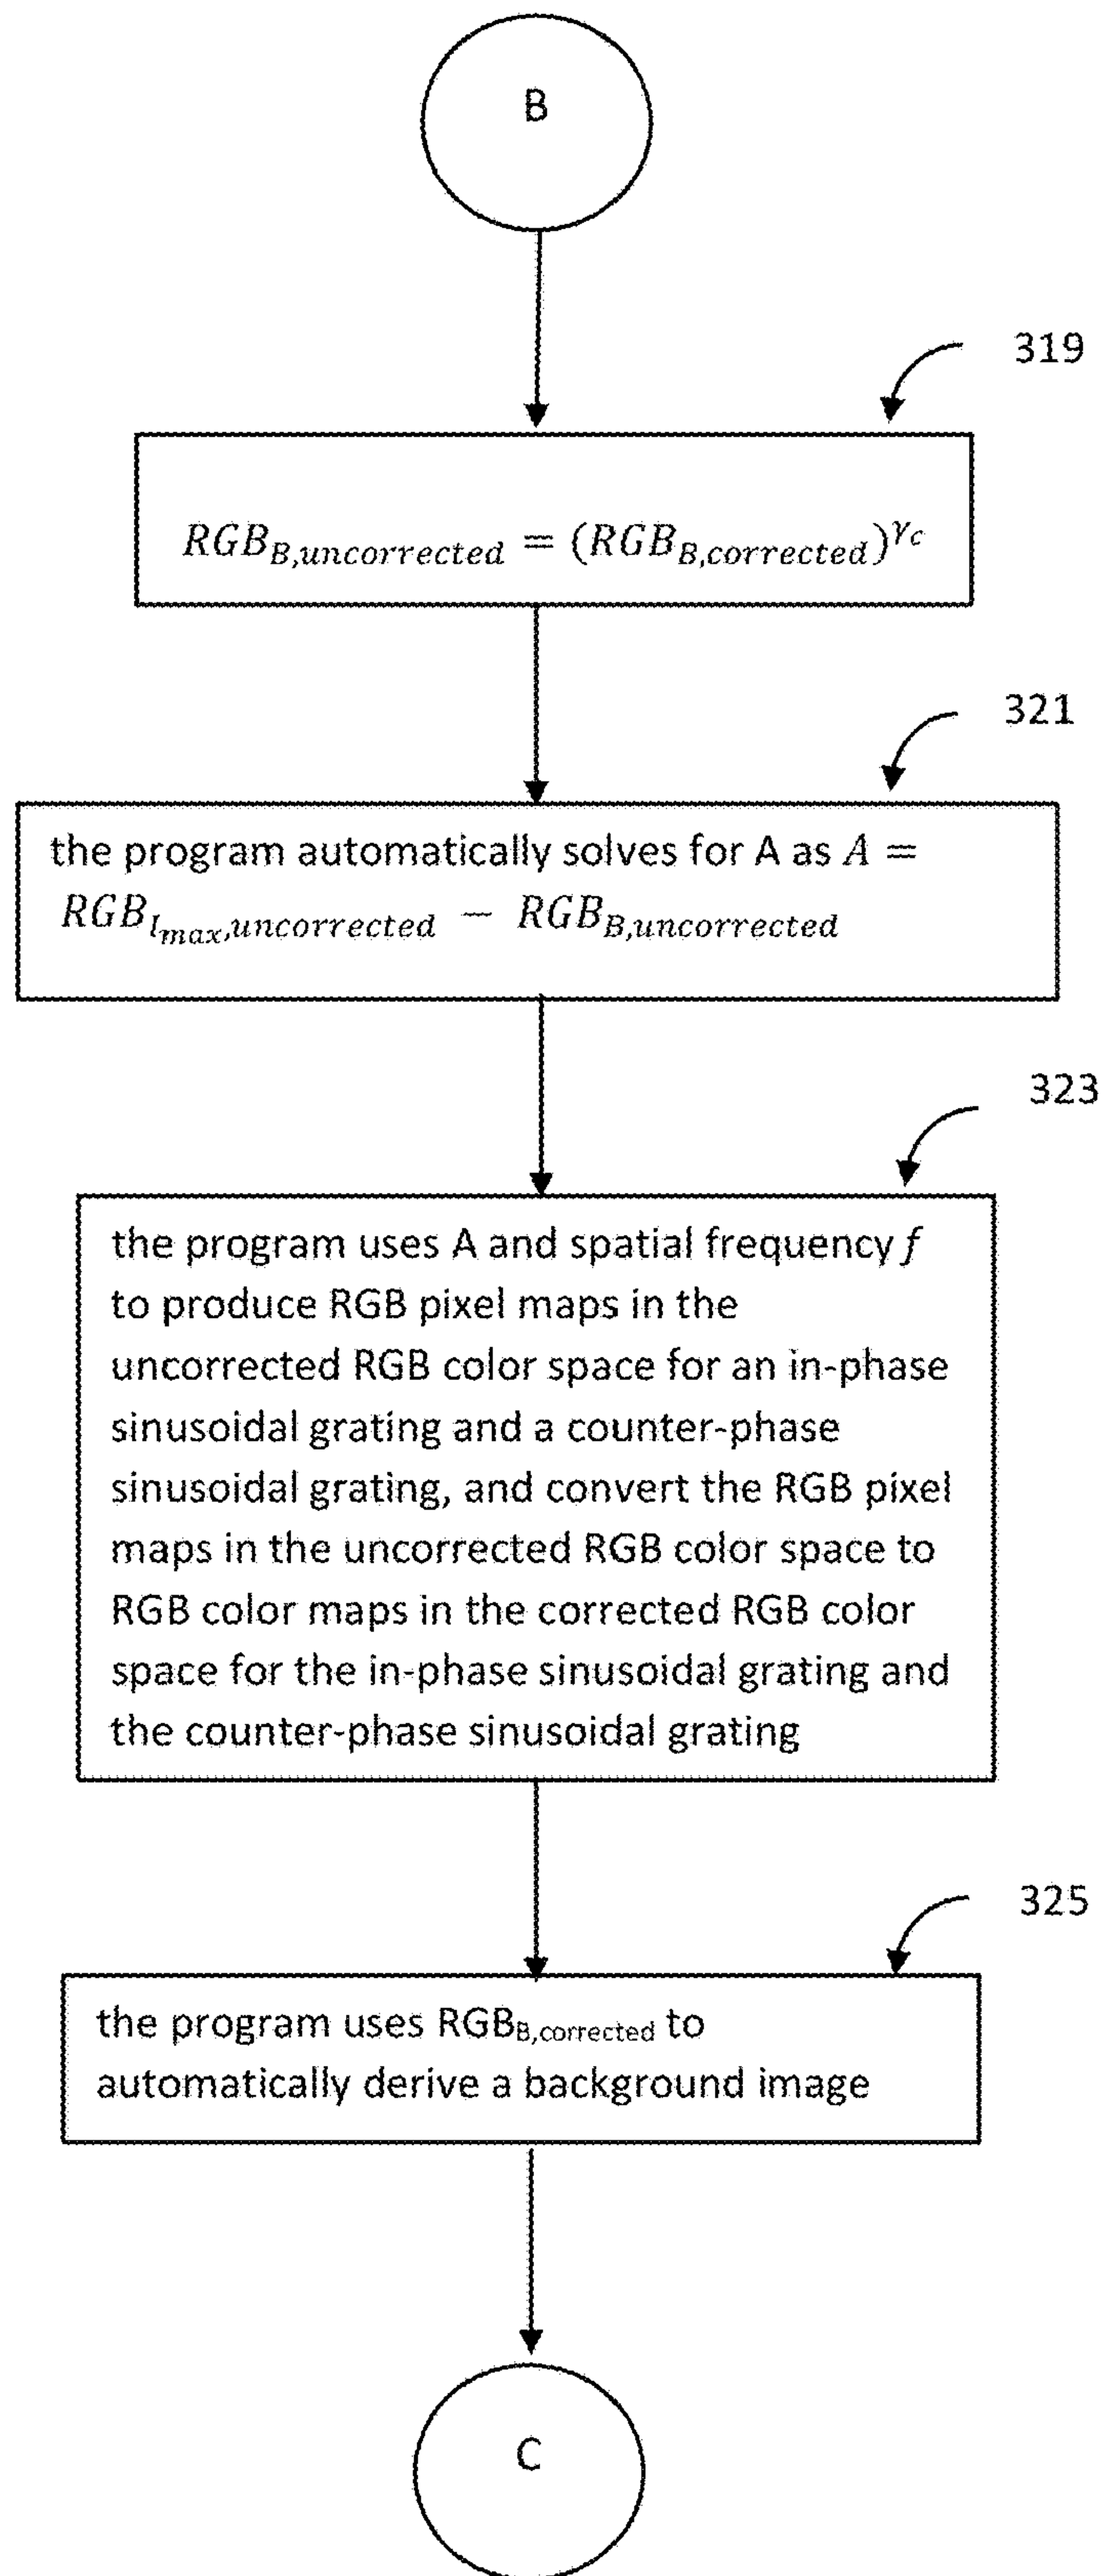 B
319
RGB_{B,uncorrected} = (RGB_{B,corrected})^{γ_c}
321
the program automatically solves for A as A =
RGB_{l_{max},uncorrected} − RGB_{B,uncorrected}
323
the program uses A and spatial frequency f
to produce RGB pixel maps in the
uncorrected RGB color space for an in-phase
sinusoidal grating and a counter-phase
sinusoidal grating, and convert the RGB pixel
maps in the uncorrected RGB color space to
RGB color maps in the corrected RGB color
space for the in-phase sinusoidal grating and
the counter-phase sinusoidal grating
325
the program uses RGB_{B,corrected} to
automatically derive a background image
C